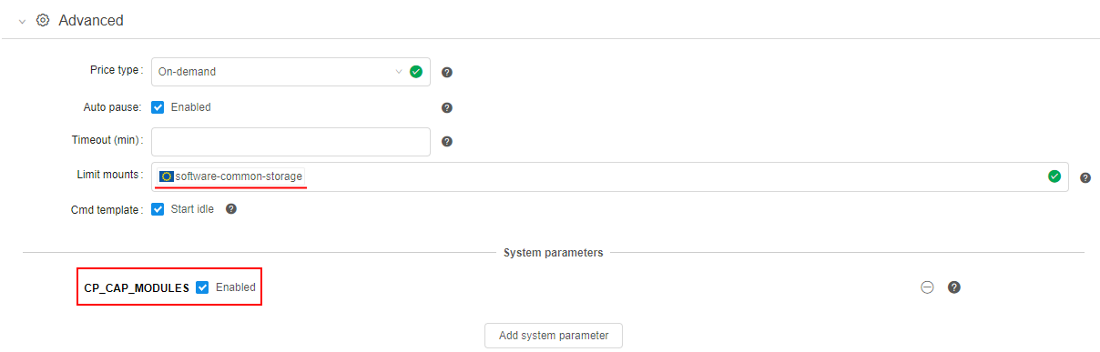 Advanced
Price type: On-demand
Auto pause: Enabled
Timeout (min):
Limit mounts: software-common-storage
Cmd template: Start idle
System parameters
CP_CAP_MODULES Enabled
Add system parameter